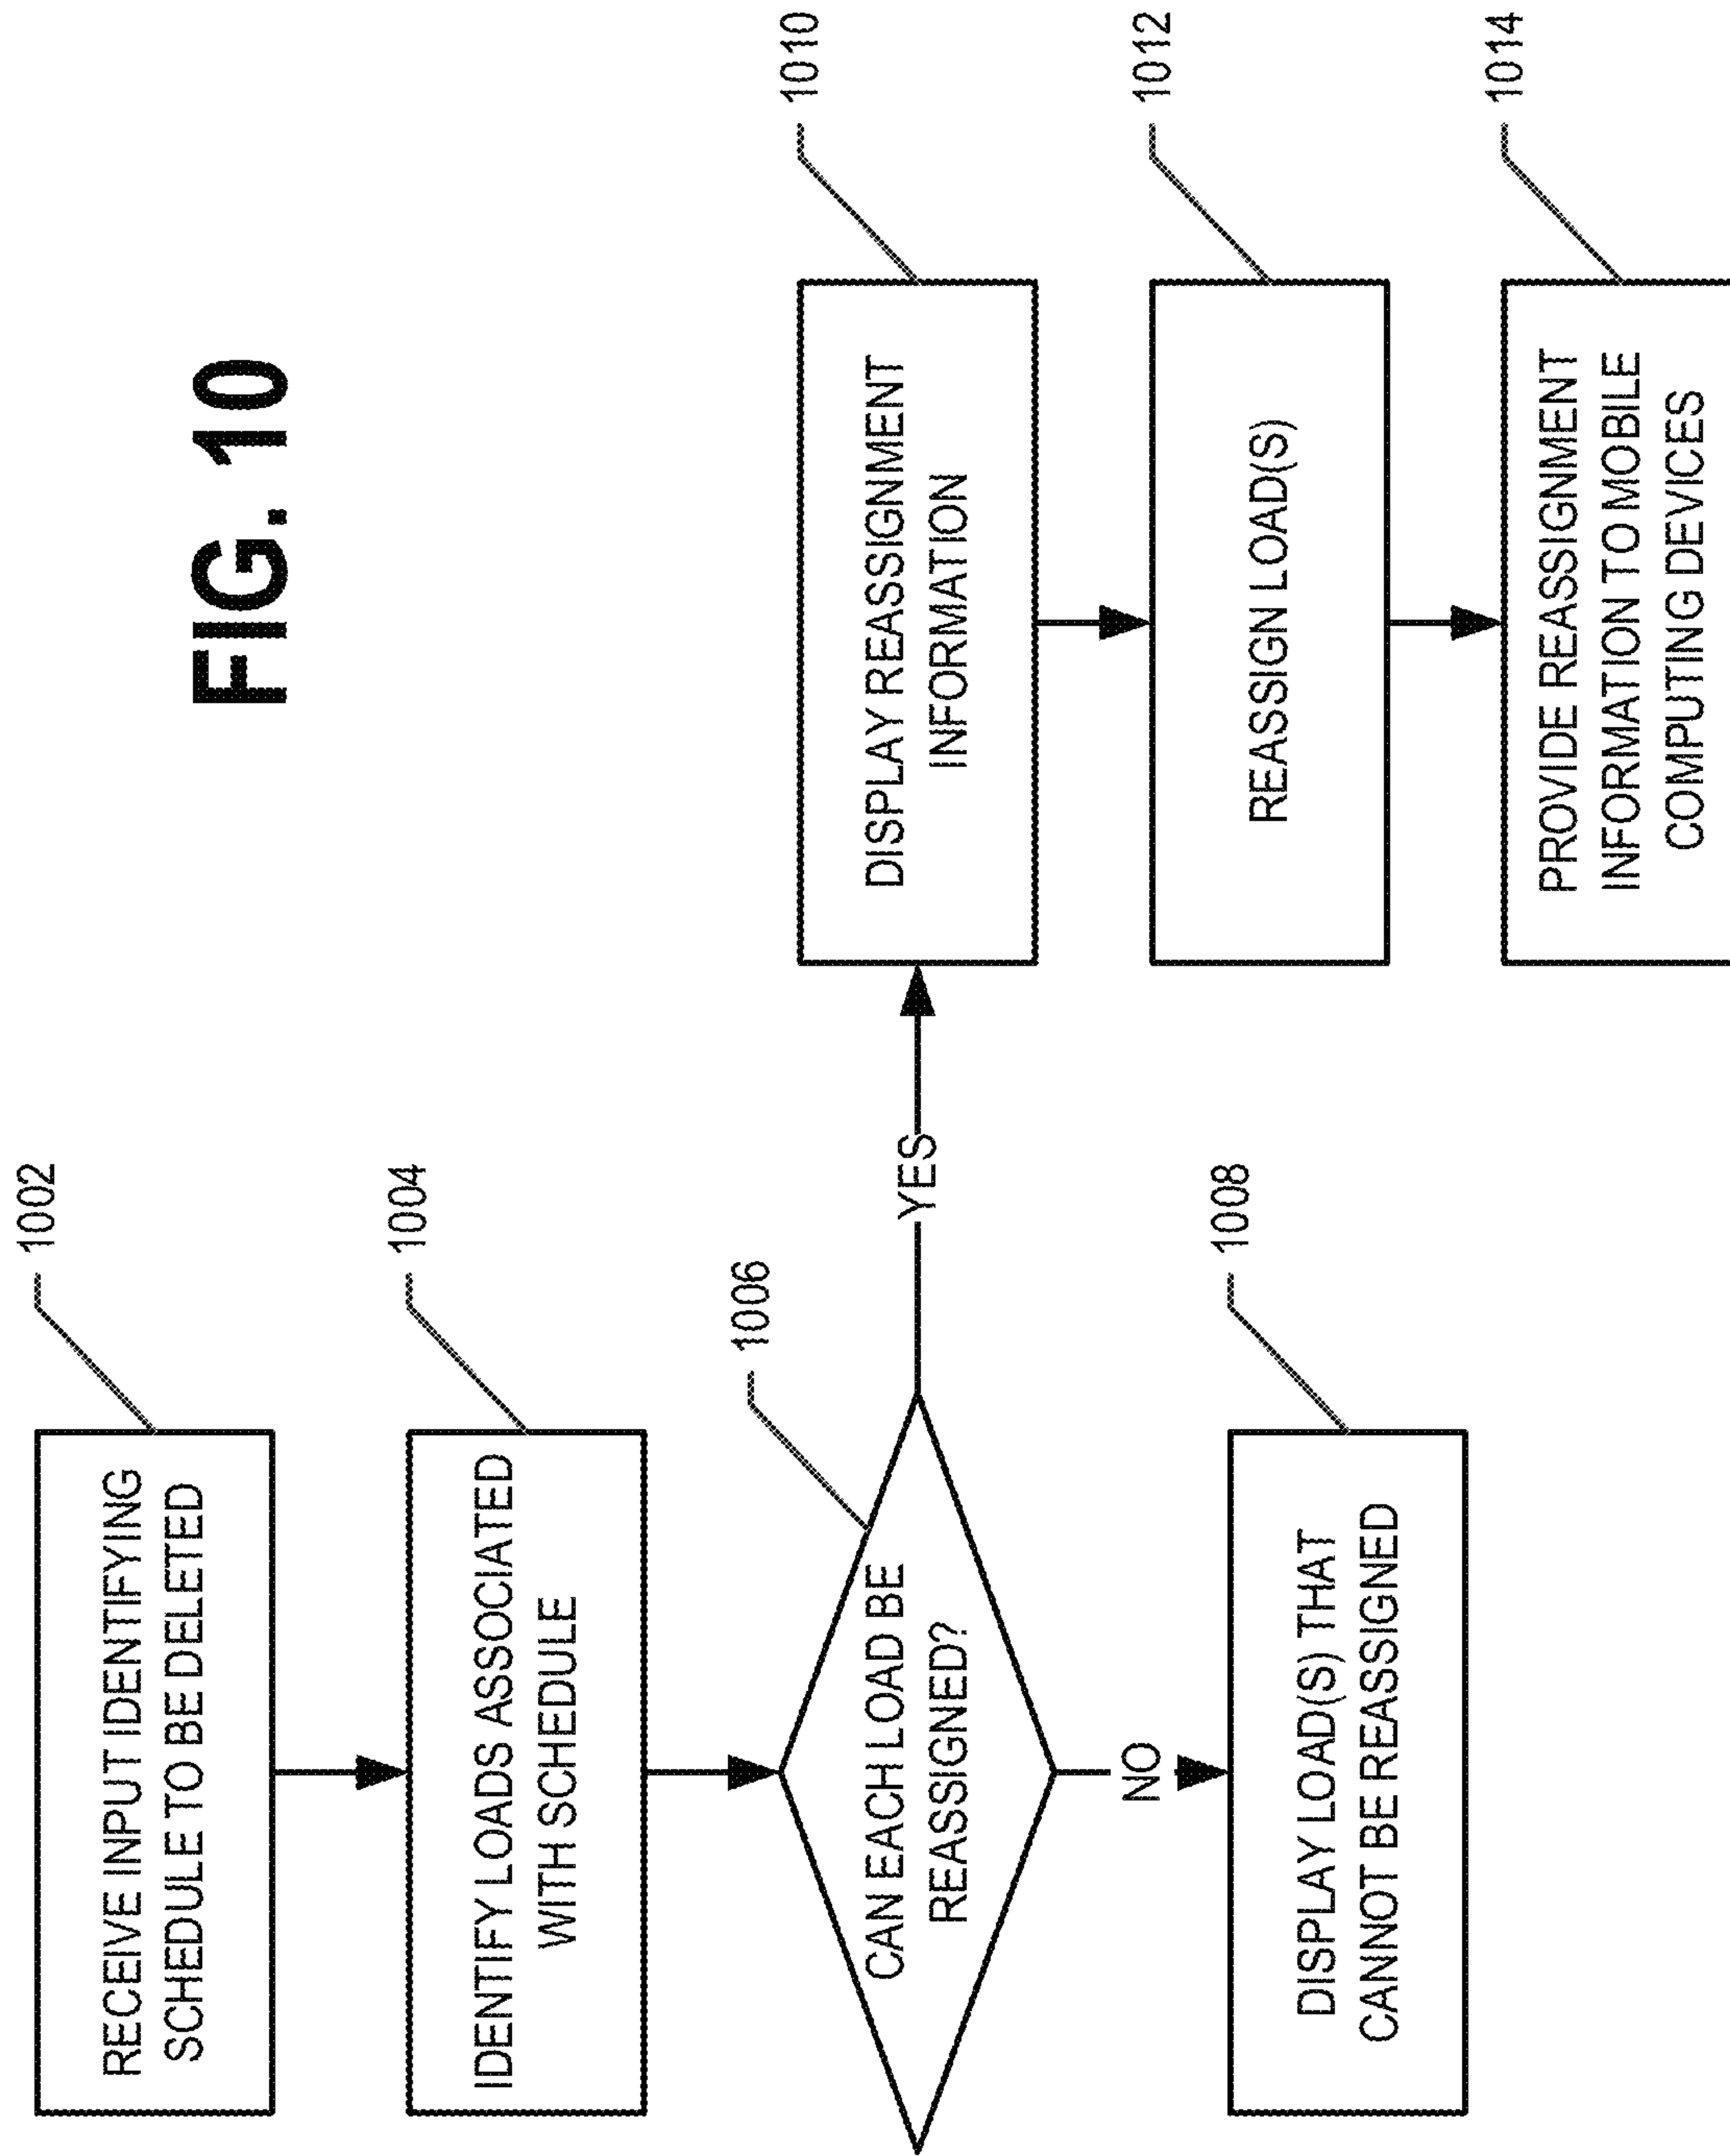 FIG. 10
1002
RECEIVE INPUT IDENTIFYING
SCHEDULE TO BE DELETED
1004
IDENTIFY LOADS ASSOCIATED
WITH SCHEDULE
1006
CAN EACH LOAD BE
REASSIGNED?
NO
YES
1008
DISPLAY LOAD(S) THAT
CANNOT BE REASSIGNED
1010
DISPLAY REASSIGNMENT
INFORMATION
1012
REASSIGN LOAD(S)
1014
PROVIDE REASSIGNMENT
INFORMATION TO MOBILE
COMPUTING DEVICES